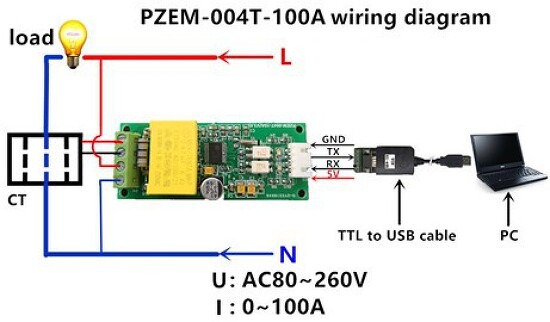 PZEM-004T-100A wiring diagram
load
L
GND
TX
RX
5V
CT
TTL to USB cable
PC
N
U: AC80~260V
I: 0~100A